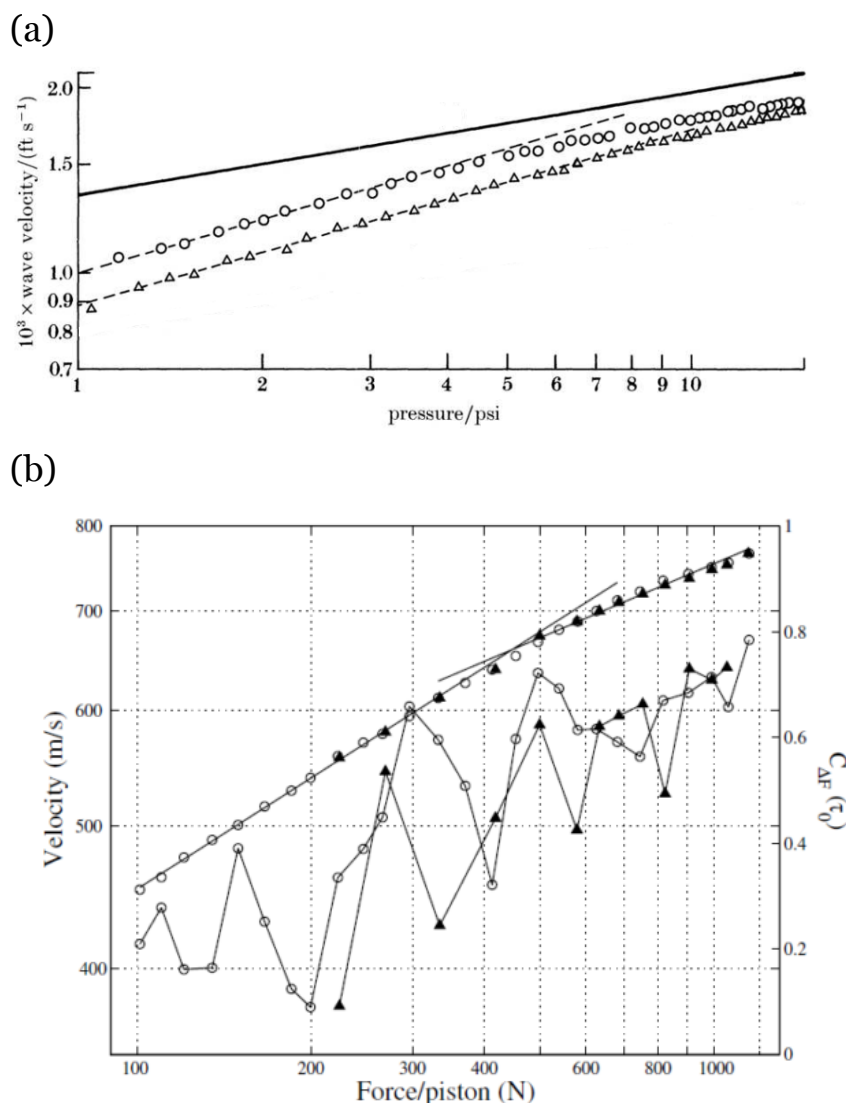 (a)
10³ × wave velocity/(ft s⁻¹)
2.0
1.5
1.0
0.9
0.8
0.7
1 2 3 4 5 6 7 8 9 10
pressure/psi
(b)
Velocity (m/s)
800
700
600
500
400
1
0.8
0.6
0.4
0.2
0
C_ΔF (τ₀)
100 200 300 400 600 800 1000
Force/piston (N)